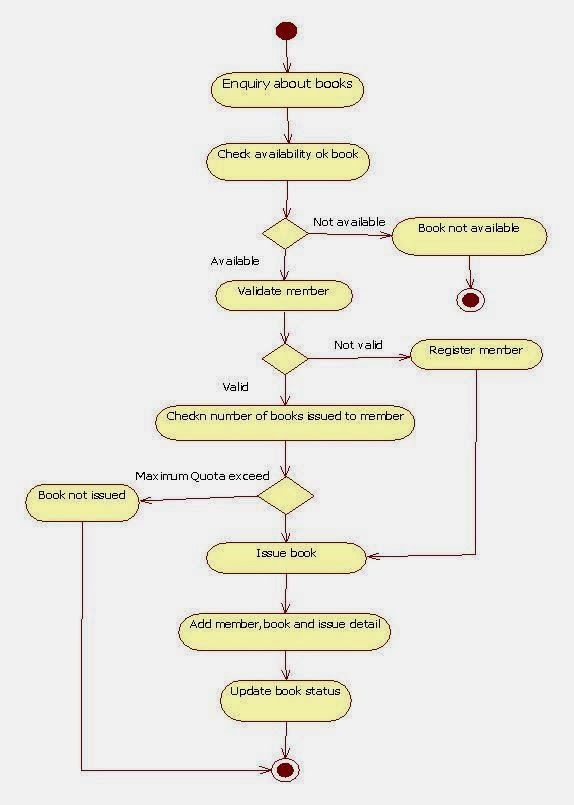 Enquiry about books
Check availability ok book
Not available
Book not available
Available
Validate member
Not valid
Register member
Valid
Checkn number of books issued to member
Maximum Quota exceed
Book not issued
Issue book
Add member,book and issue detail
Update book status